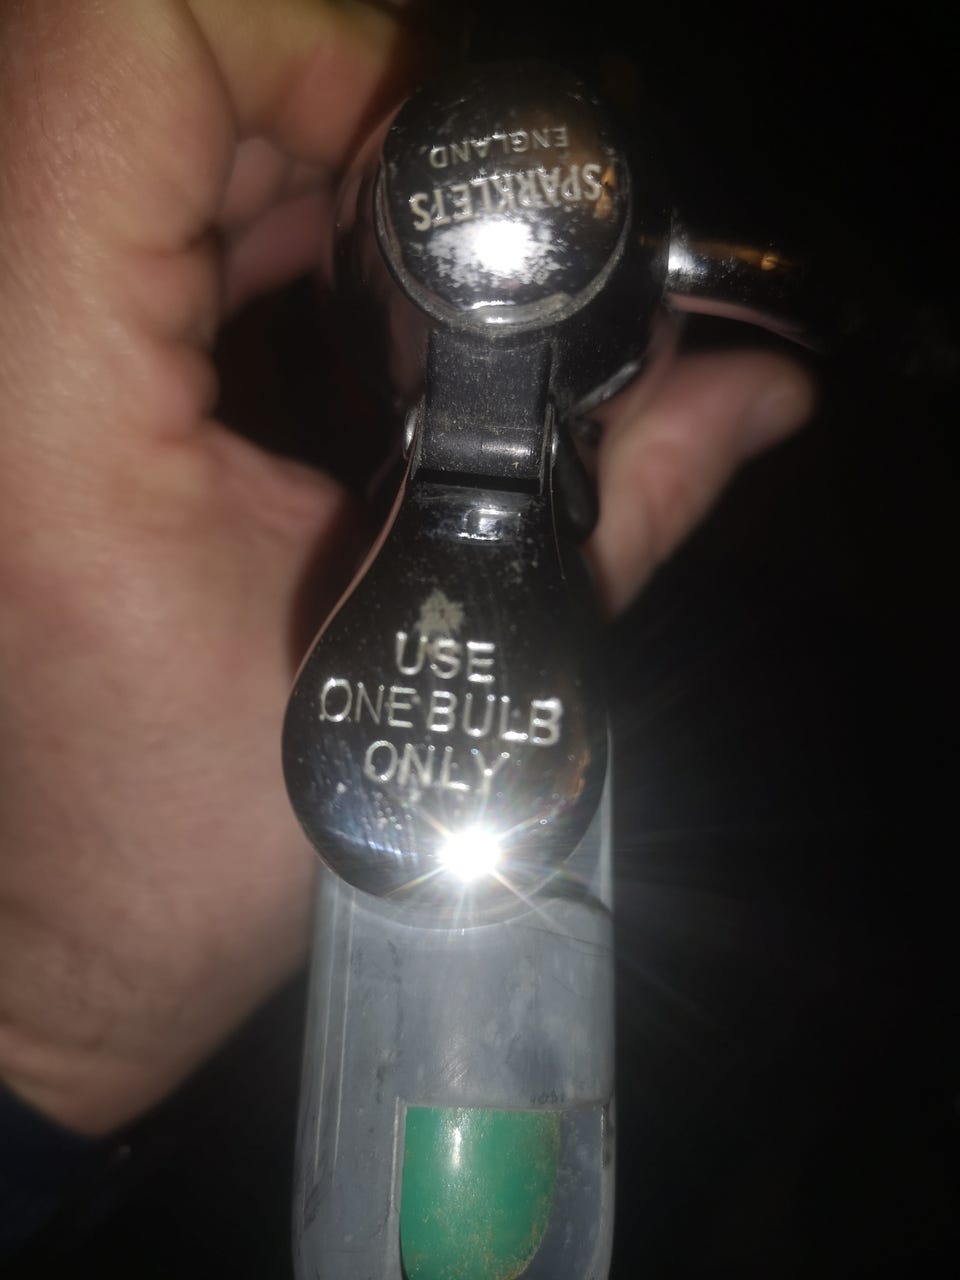 SPARKLETS
ENGLAND
USE
ONE BULB
ONLY